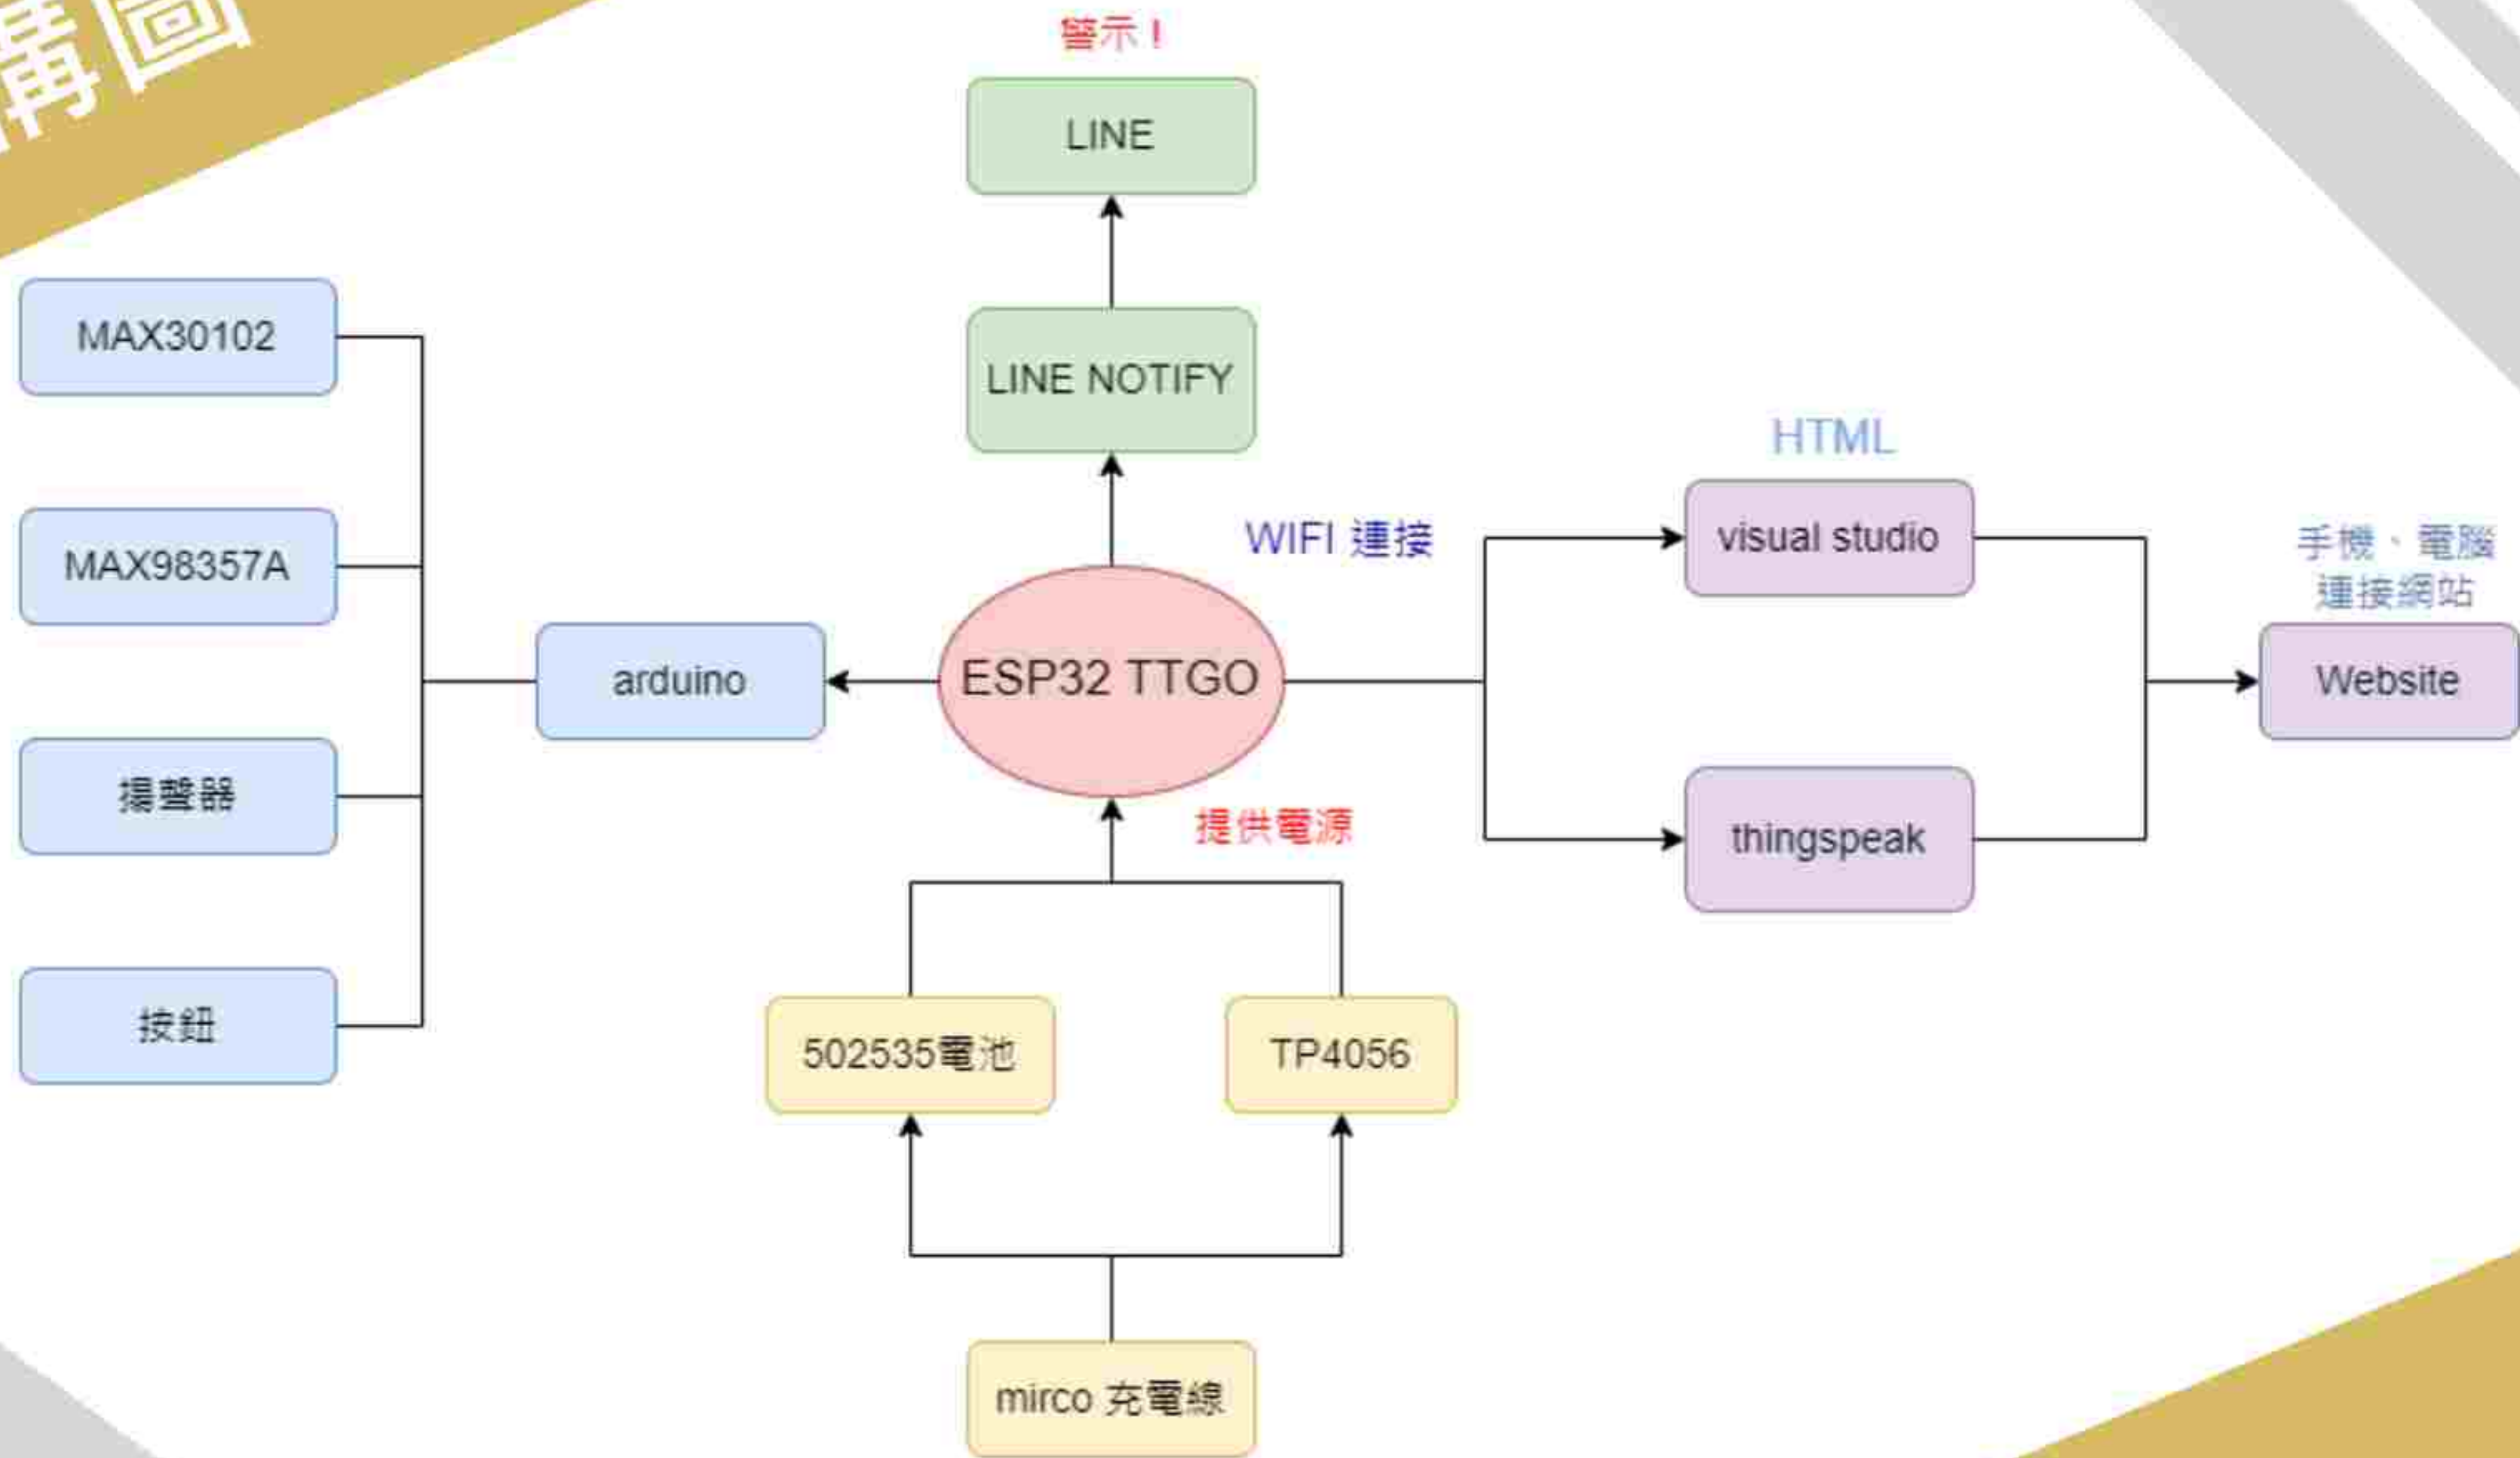 構圖
警示！
LINE
LINE NOTIFY
MAX30102
MAX98357A
揚聲器
按鈕
arduino
ESP32 TTGO
WIFI 連接
HTML
visual studio
thingspeak
手機、電腦
連接網站
Website
提供電源
502535電池
TP4056
mirco 充電線